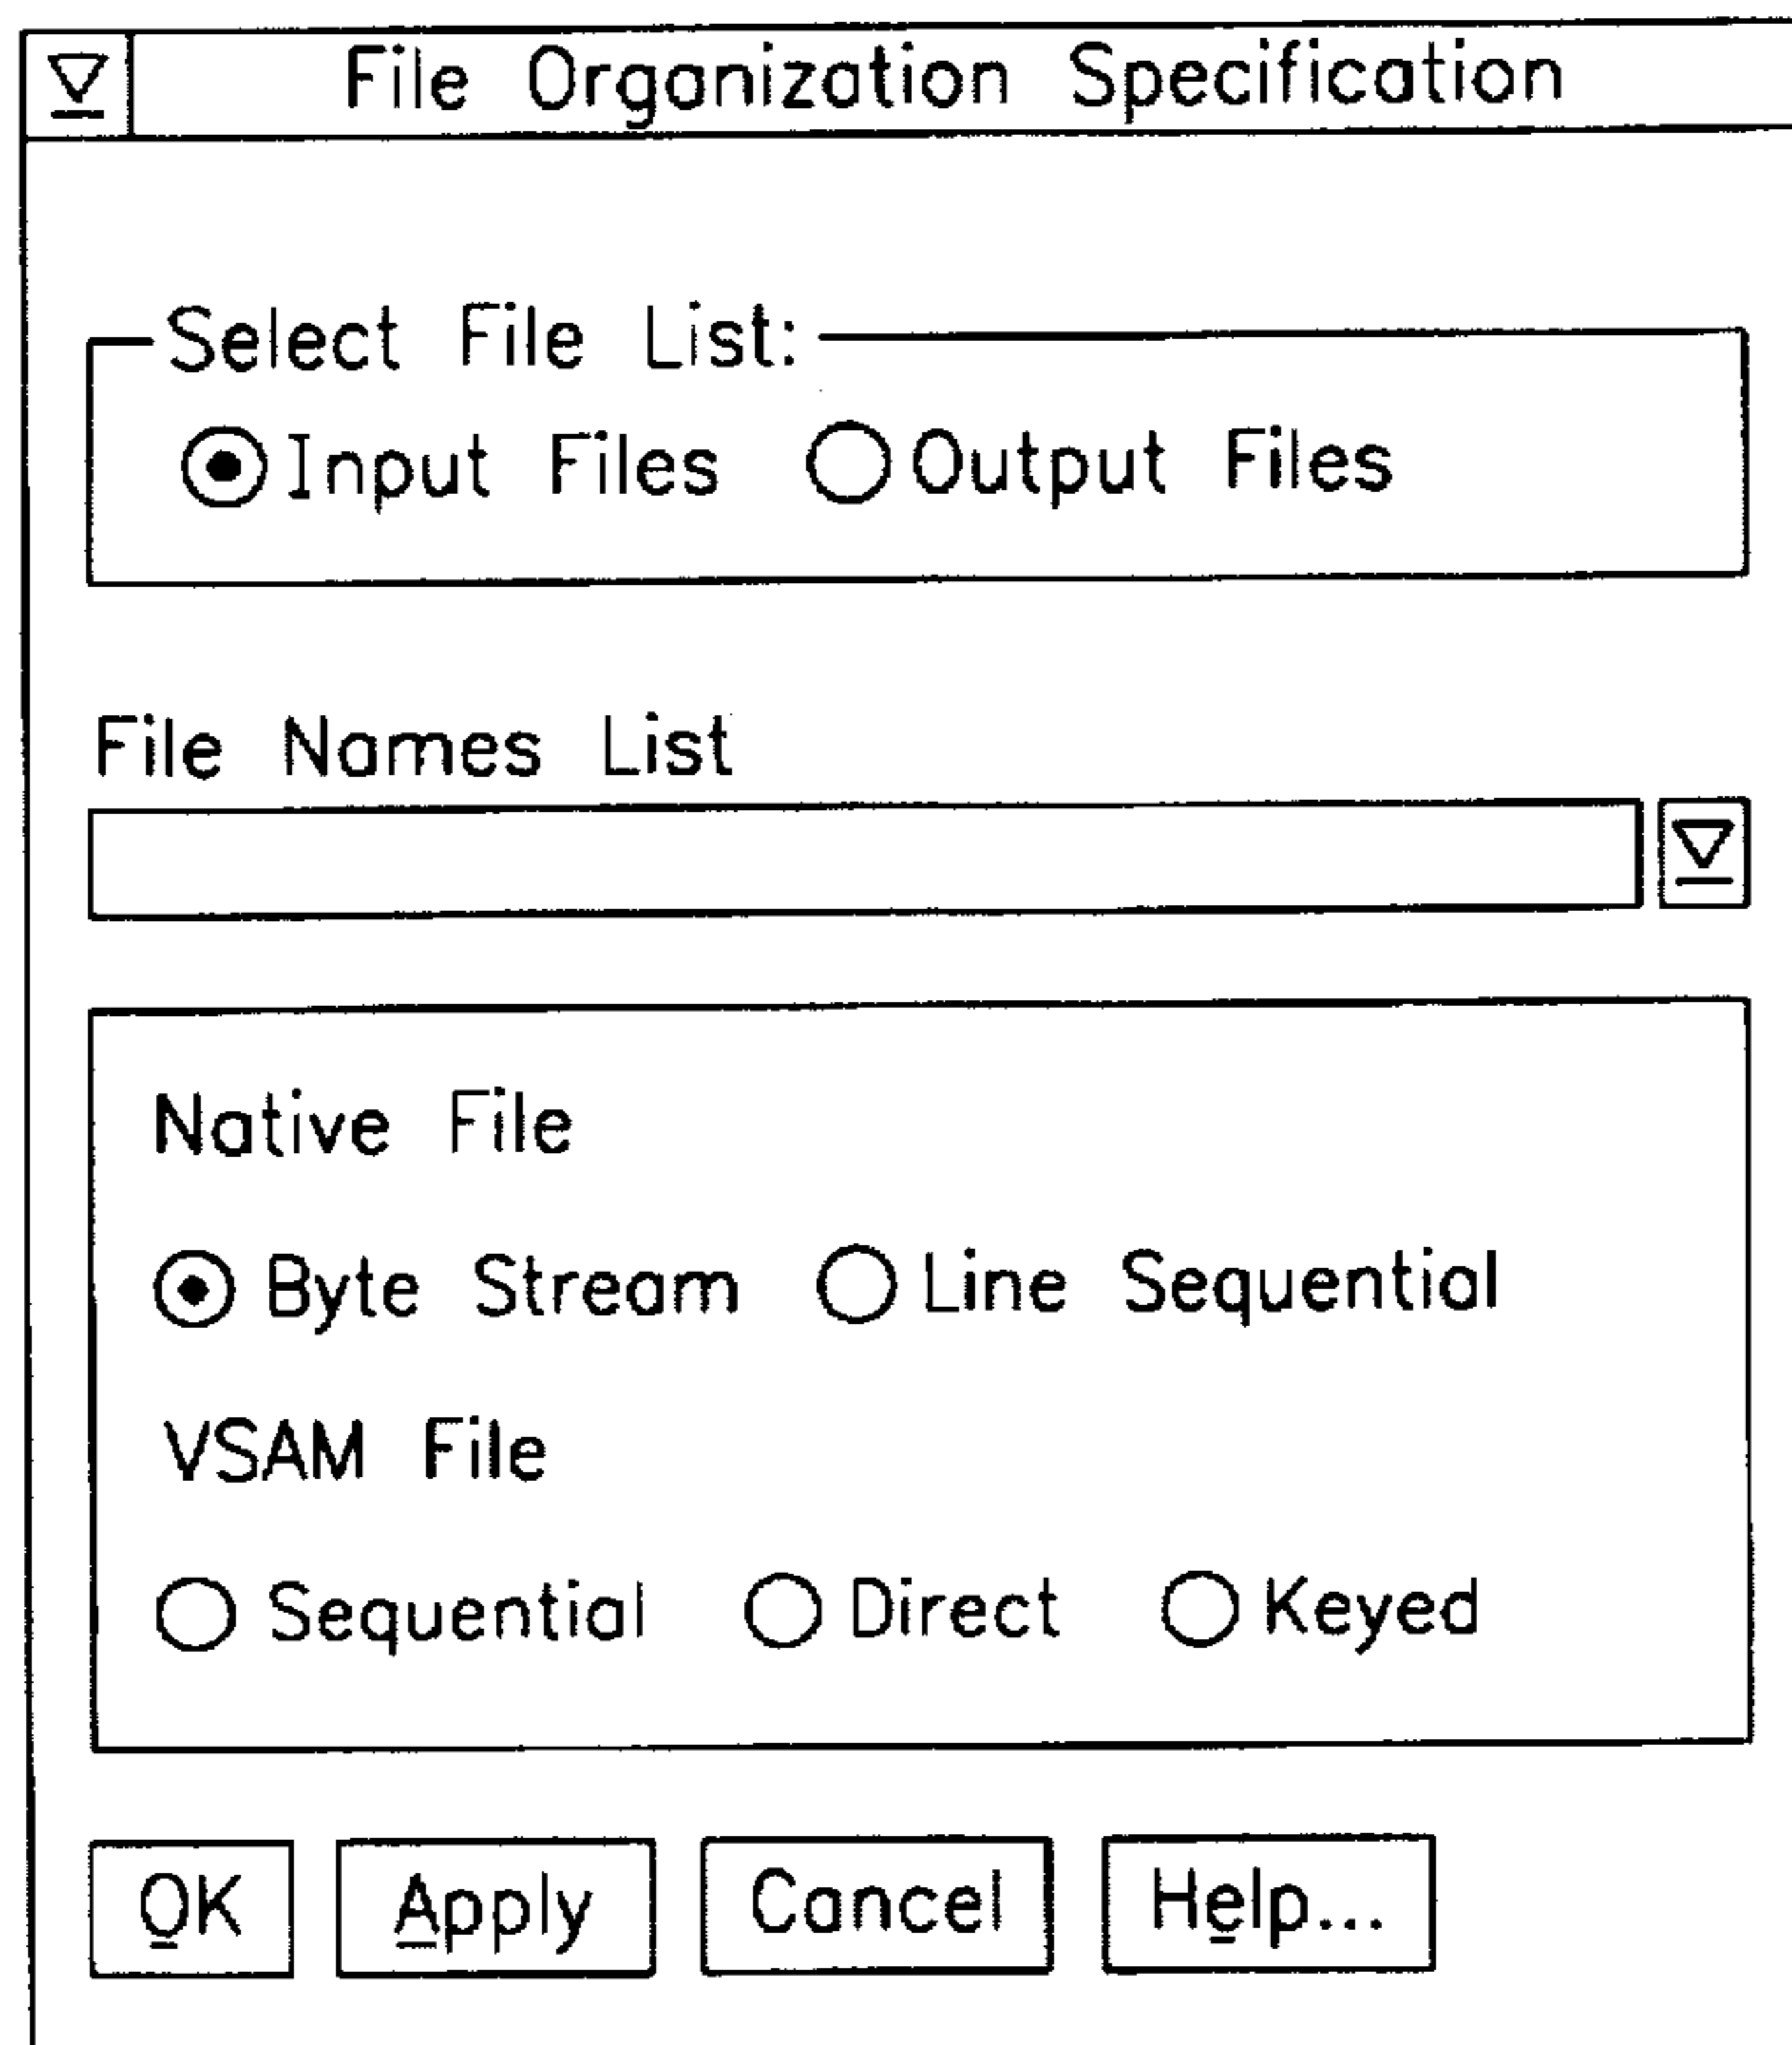 File Organization Specification
Select File List:
Input Files Output Files
File Names List
Native File
Byte Stream Line Sequential
VSAM File
Sequential Direct Keyed
OK Apply Cancel Help...